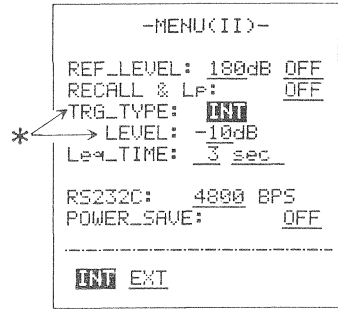 -MENU(II)-
REF_LEVEL: 180dB OFF
RECALL & Lp: OFF
TRG_TYPE: INT
* LEVEL: -10dB
Leq_TIME: 3 sec
RS232C: 4800 BPS
POWER_SAVE: OFF
INT EXT